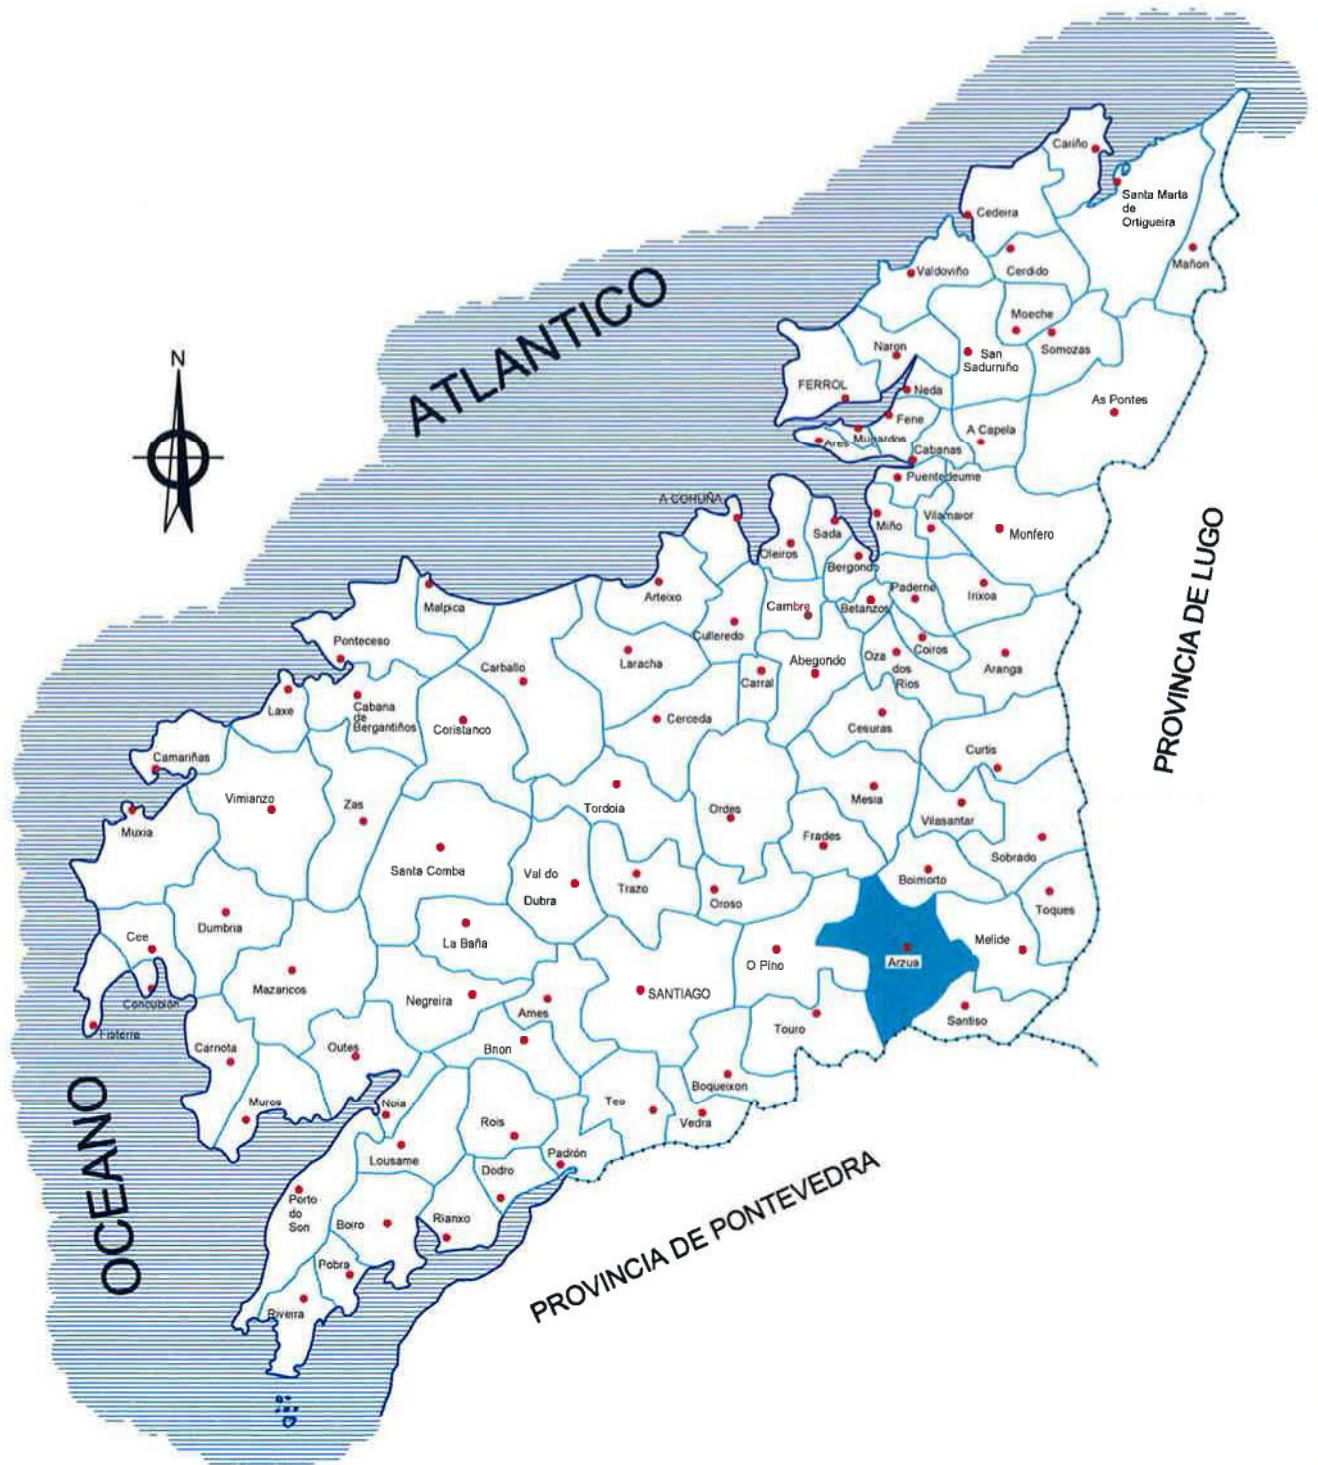 Cariño
Santa Marta
de
Ortigueira
Cedeira
Mañon
Valdoviño
Cerdido
ATLANTICO
Moeche
Somozas
N
Naron
San
Sadurniño
FERROL
Neda
As Pontes
Fene
A Capela
Ares
Mugardos
Cabanas
Puentedeume
A CORUÑA
Miño
Vilamaior
Monfero
Sada
Oleiros
Bergondo
PROVINCIA DE LUGO
Arteixo
Paderne
Irixoa
Malpica
Cambre
Betanzos
Culleredo
Ponteceso
Coiros
Laracha
Abegondo
Oza
dos
Rios
Aranga
Carballo
Carral
Laxe
Cabana
de
Bergantiños
Cerceda
Coristanco
Cesuras
Curtis
Camariñas
Vimianzo
Zas
Tordoia
Ordes
Mesia
Vilasantar
Muxia
Frades
Sobrado
Santa Comba
Val do
Dubra
Trazo
Boimorto
Oroso
Toques
Dumbria
Cee
La Baña
Melide
O Pino
Arzua
Mazaricos
Negreira
SANTIAGO
Concubión
Ames
Santiso
Fisterra
Touro
Carnota
Outes
Brion
Boqueixon
OCEANO
Muros
Noia
Teo
Vedra
Rois
Lousame
Padrón
Dodro
PROVINCIA DE PONTEVEDRA
Porto
do
Son
Boiro
Rianxo
Pobra
Riveira